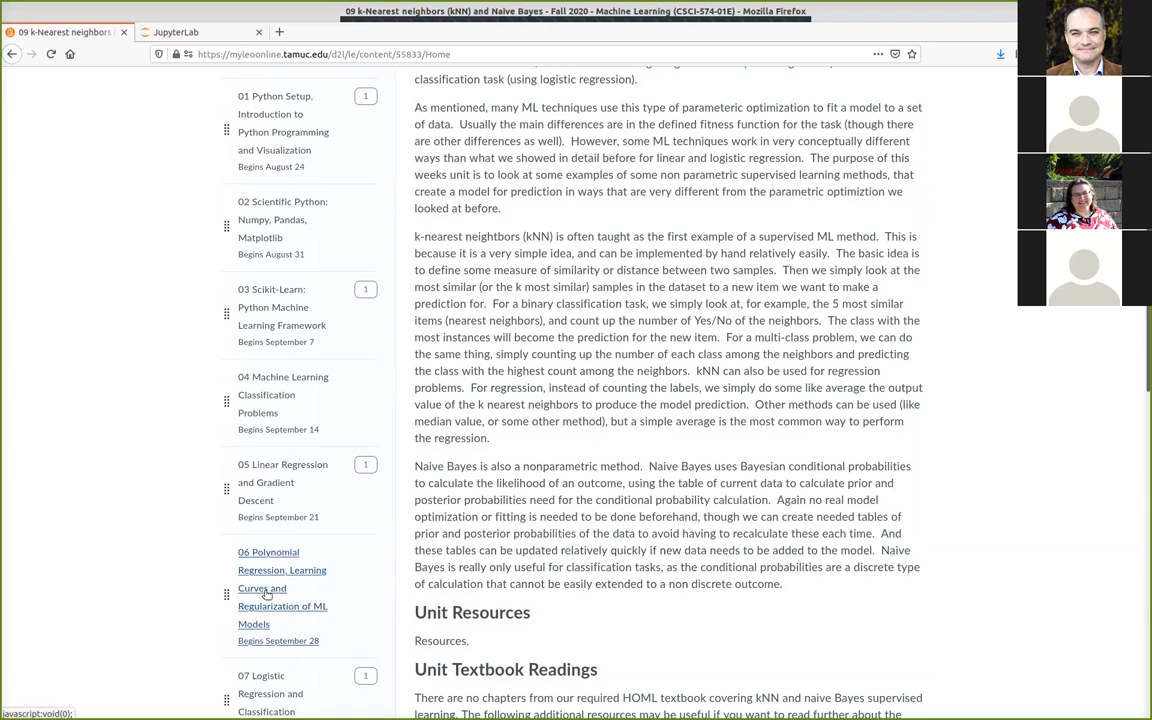 09 k-Nearest neighbors (kNN) and Naive Bayes - Fall 2020 - Machine Learning (CSCI-574-01E) - Mozilla Firefox
09 k-Nearest neighbors
JupyterLab
https://myleoonline.tamuc.edu/d2l/le/content/55833/Home
01 Python Setup,
Introduction to
Python Programming
and Visualization
Begins August 24
1
02 Scientific Python:
Numpy, Pandas,
Matplotlib
Begins August 31
03 Scikit-Learn:
Python Machine
Learning Framework
Begins September 7
1
04 Machine Learning
Classification
Problems
Begins September 14
05 Linear Regression
and Gradient
Descent
Begins September 21
1
06 Polynomial
Regression, Learning
Curves and
Regularization of ML
Models
Begins September 28
07 Logistic
Regression and
Classification
1
classification task (using logistic regression).
As mentioned, many ML techniques use this type of parameteric optimization to fit a model to a set
of data. Usually the main differences are in the defined fitness function for the task (though there
are other differences as well). However, some ML techniques work in very conceptually different
ways than what we showed in detail before for linear and logistic regression. The purpose of this
weeks unit is to look at some examples of some non parametric supervised learning methods, that
create a model for prediction in ways that are very different from the parametric optimiztion we
looked at before.
k-nearest neightbors (kNN) is often taught as the first example of a supervised ML method. This is
because it is a very simple idea, and can be implemented by hand relatively easily. The basic idea is
to define some measure of similarity or distance between two samples. Then we simply look at the
most similar (or the k most similar) samples in the dataset to a new item we want to make a
prediction for. For a binary classification task, we simply look at, for example, the 5 most similar
items (nearest neighbors), and count up the number of Yes/No of the neighbors. The class with the
most instances will become the prediction for the new item. For a multi-class problem, we can do
the same thing, simply counting up the number of each class among the neighbors and predicting
the class with the highest count among the neighbors. kNN can also be used for regression
problems. For regression, instead of counting the labels, we simply do some like average the output
value of the k nearest neighbors to produce the model prediction. Other methods can be used (like
median value, or some other method), but a simple average is the most common way to perform
the regression.
Naive Bayes is also a nonparametric method. Naive Bayes uses Bayesian conditional probabilities
to calculate the likelihood of an outcome, using the table of current data to calculate prior and
posterior probabilities need for the conditional probability calculation. Again no real model
optimization or fitting is needed to be done beforehand, though we can create needed tables of
prior and posterior probabilities of the data to avoid having to recalculate these each time. And
these tables can be updated relatively quickly if new data needs to be added to the model. Naive
Bayes is really only useful for classification tasks, as the conditional probabilities are a discrete type
of calculation that cannot be easily extended to a non discrete outcome.
Unit Resources
Resources.
Unit Textbook Readings
There are no chapters from our required HOML textbook covering kNN and naive Bayes supervised
learning. The following additional resources may be useful if you want to read further about the
javascript:void(0);